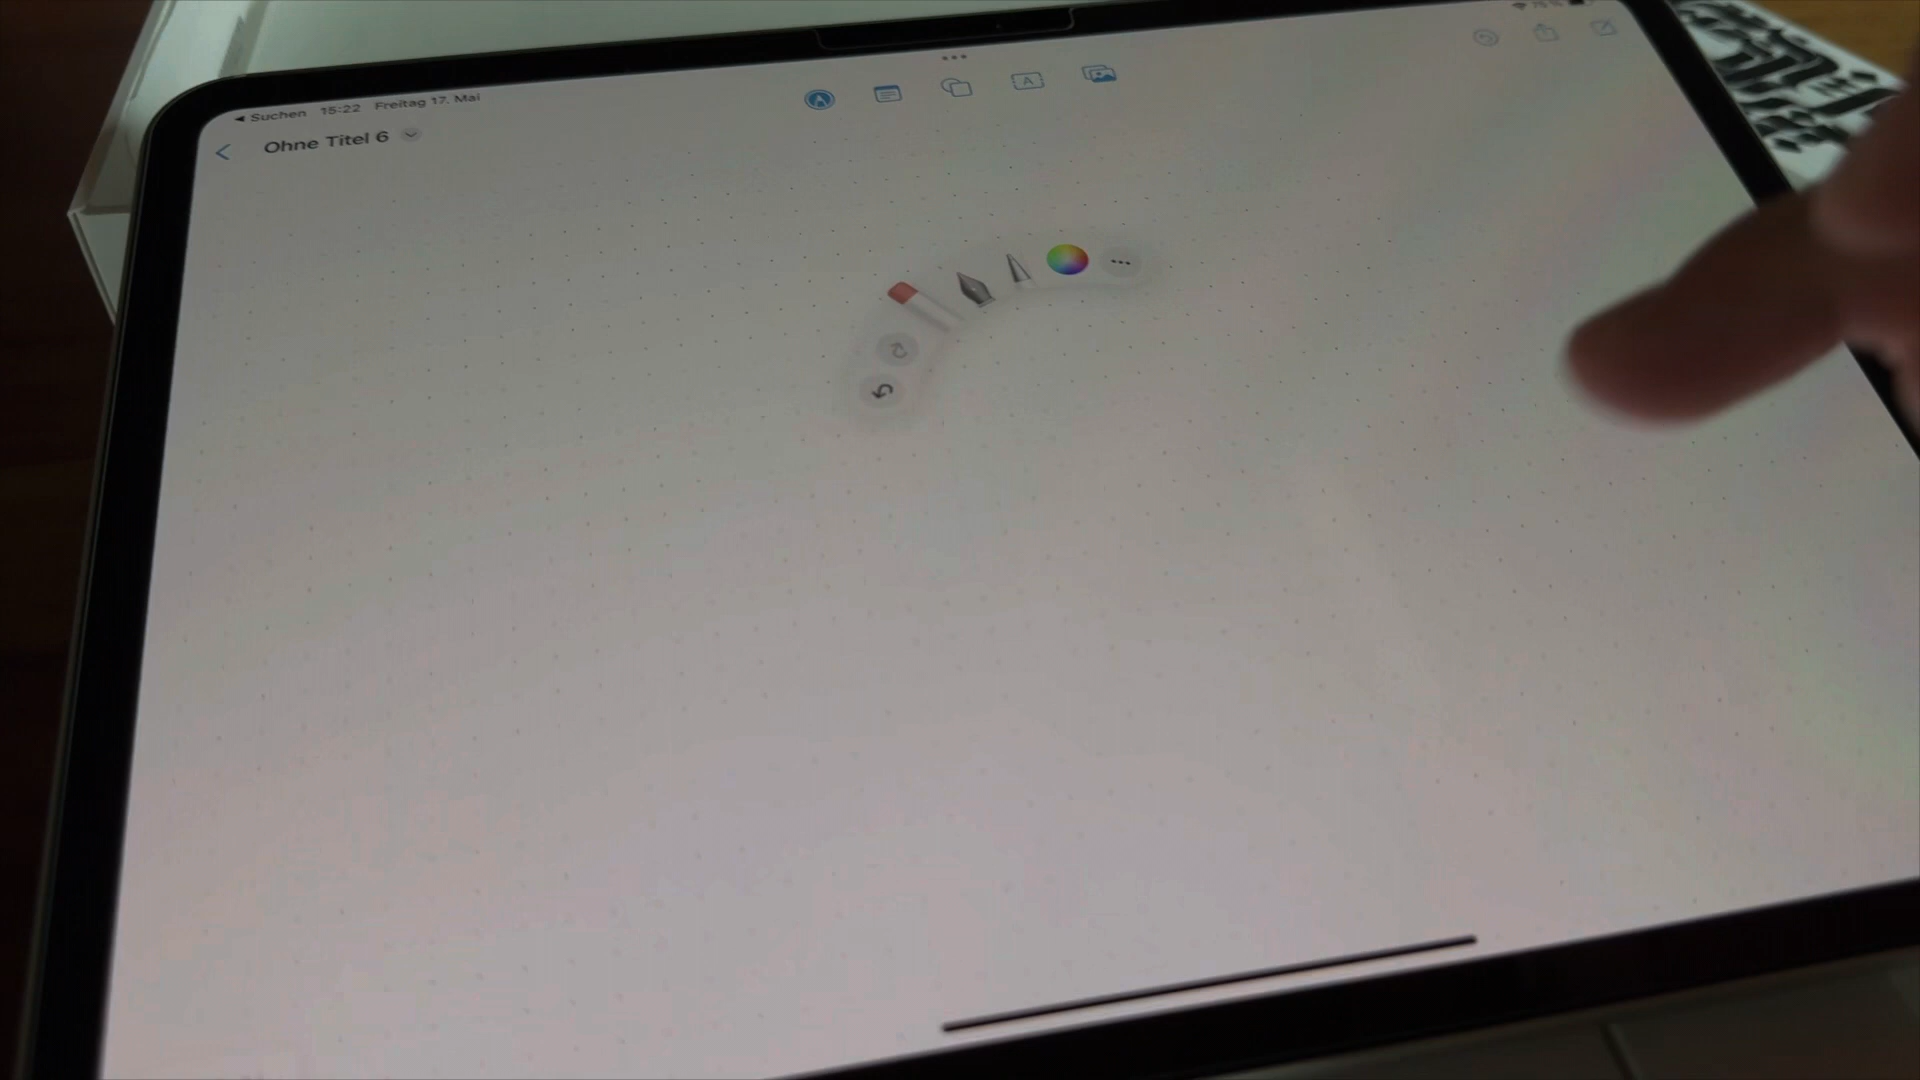 ◀ Suchen 15:22 Freitag 17. Mai
Ohne Titel 6
A